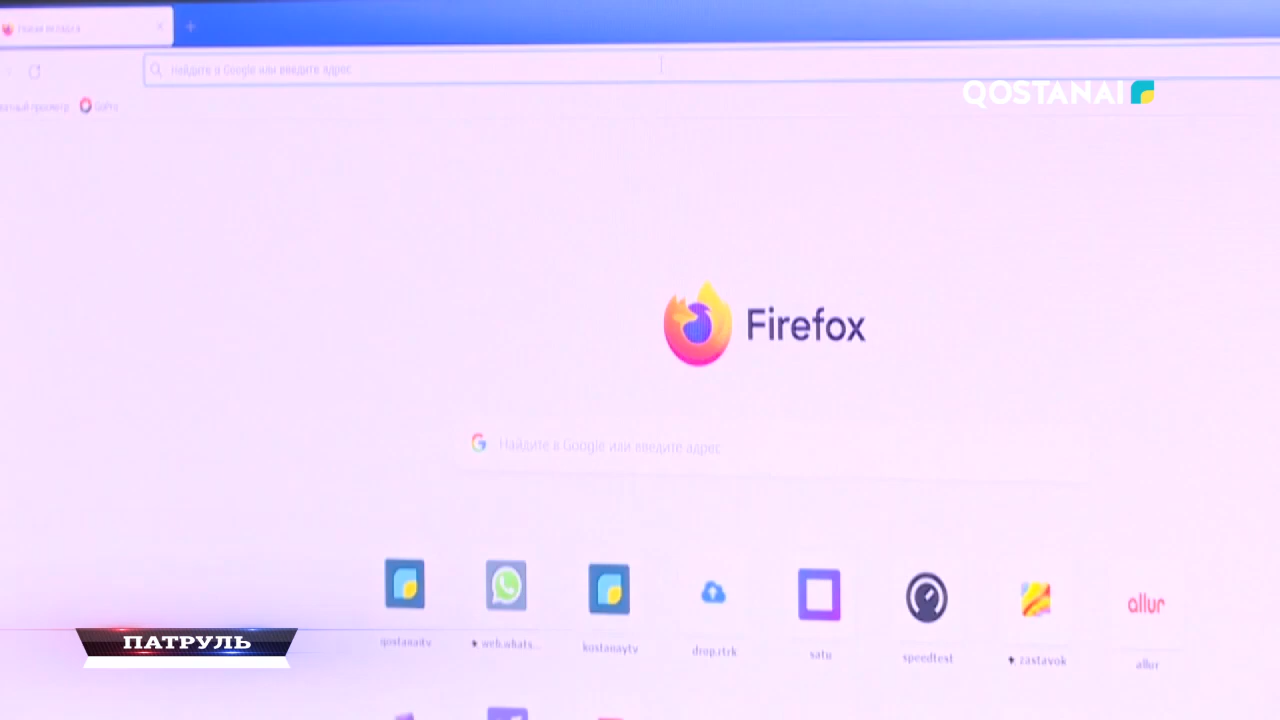 Найдите в Google или введите адрес
QOSTANAI
GoPro
Firefox
Найдите в Google или введите адрес
qostanaitv
web.whats...
kostanaytv
drop.rtrk
satu
speedtest
zastavok
allur
allur
ПАТРУЛЬ